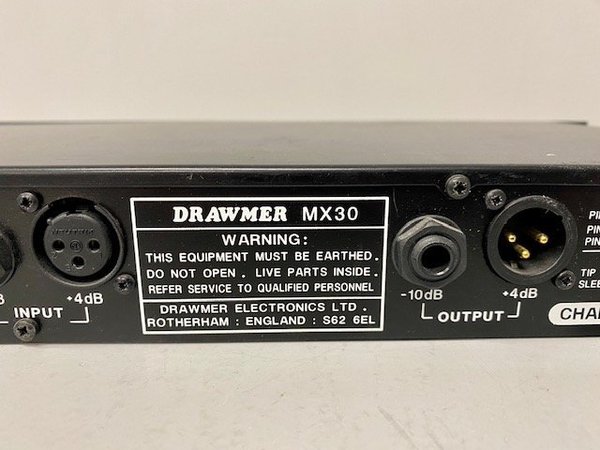 DRAWMER MX30
WARNING:
THIS EQUIPMENT MUST BE EARTHED.
DO NOT OPEN. LIVE PARTS INSIDE.
REFER SERVICE TO QUALIFIED PERSONNEL
DRAWMER ELECTRONICS LTD.
ROTHERHAM : ENGLAND : S62 6EL
+4dB
INPUT
-10dB
+4dB
OUTPUT
TIP